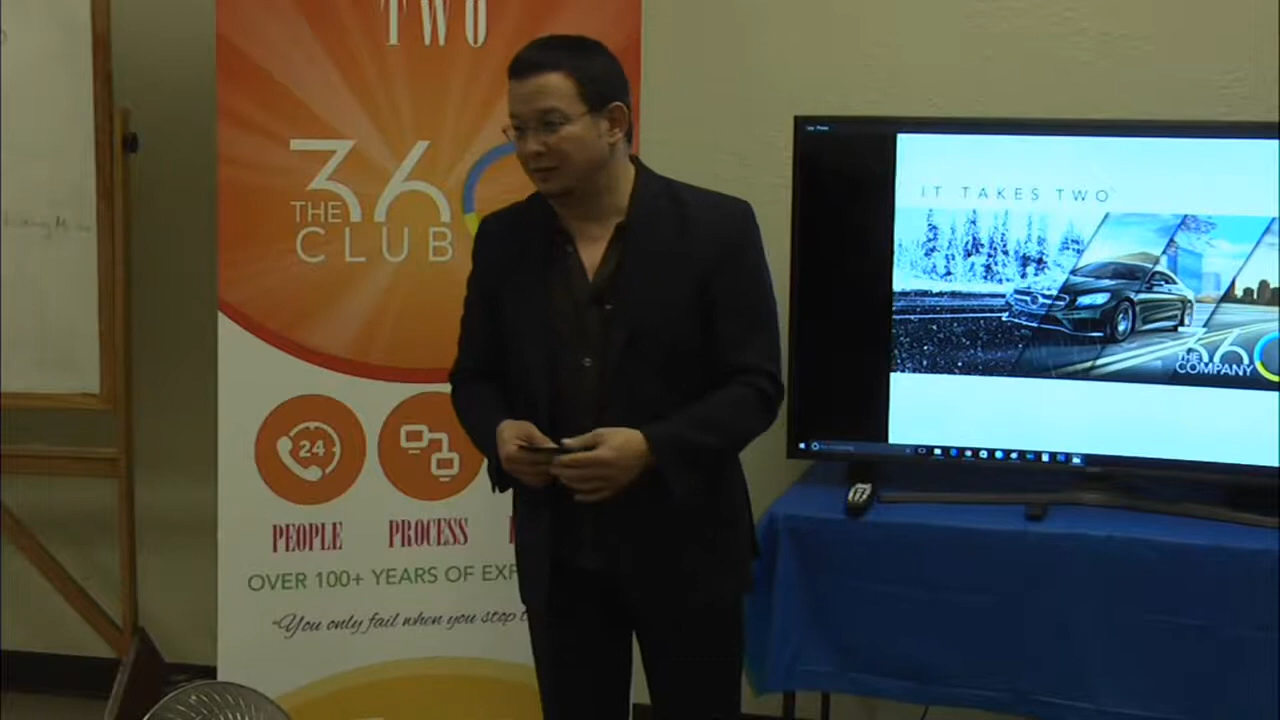 TWO
360
THE
CLUB
24
PEOPLE PROCESS
OVER 100+ YEARS OF EXP
"You only fail when you stop t
IT TAKES TWO
360
THE
COMPANY